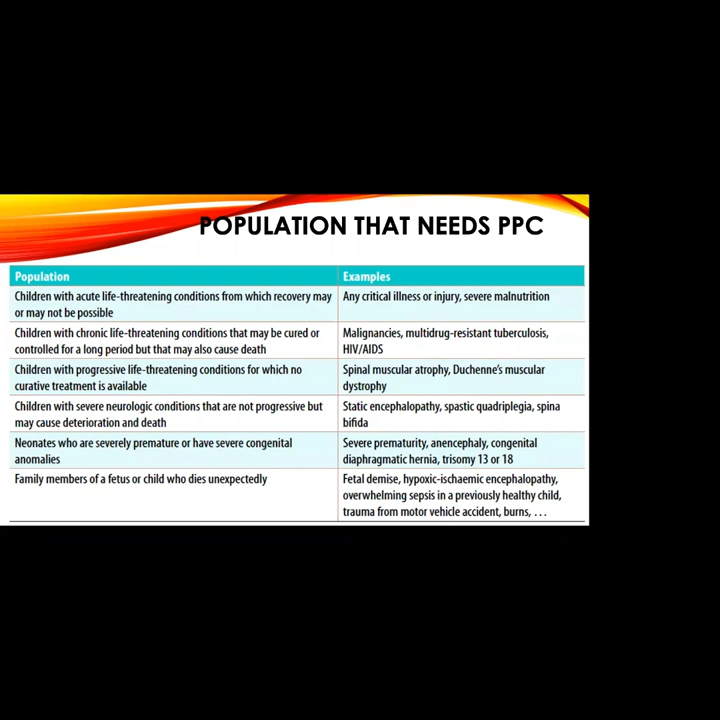 POPULATION THAT NEEDS PPC
Population Examples
Children with acute life-threatening conditions from which recovery may
or may not be possible
Any critical illness or injury, severe malnutrition
Children with chronic life-threatening conditions that may be cured or
controlled for a long period but that may also cause death
Malignancies, multidrug-resistant tuberculosis,
HIV/AIDS
Children with progressive life-threatening conditions for which no
curative treatment is available
Spinal muscular atrophy, Duchenne's muscular
dystrophy
Children with severe neurologic conditions that are not progressive but
may cause deterioration and death
Static encephalopathy, spastic quadriplegia, spina
bifida
Neonates who are severely premature or have severe congenital
anomalies
Severe prematurity, anencephaly, congenital
diaphragmatic hernia, trisomy 13 or 18
Family members of a fetus or child who dies unexpectedly
Fetal demise, hypoxic-ischaemic encephalopathy,
overwhelming sepsis in a previously healthy child,
trauma from motor vehicle accident, burns, ...